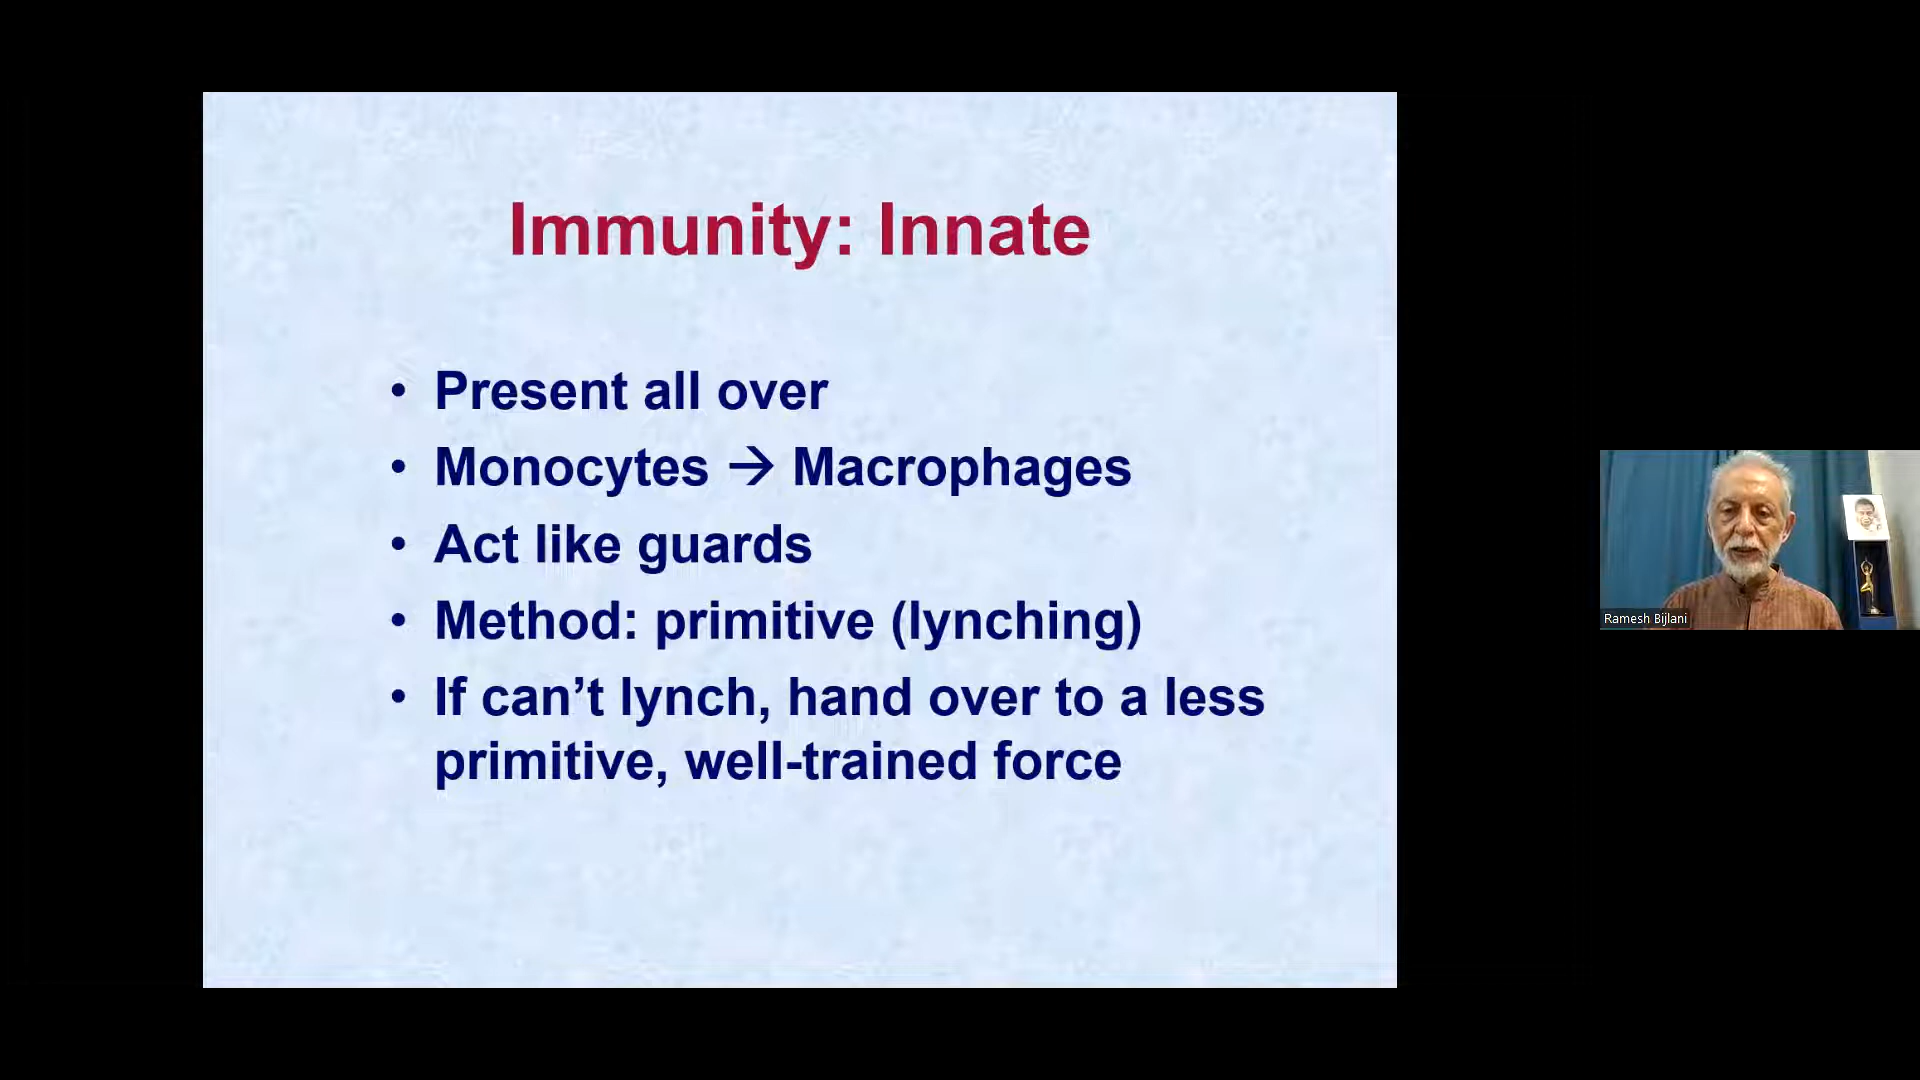 Immunity: Innate
• Present all over
• Monocytes → Macrophages
• Act like guards
• Method: primitive (lynching)
• If can’t lynch, hand over to a less
primitive, well-trained force
Ramesh Bijlani